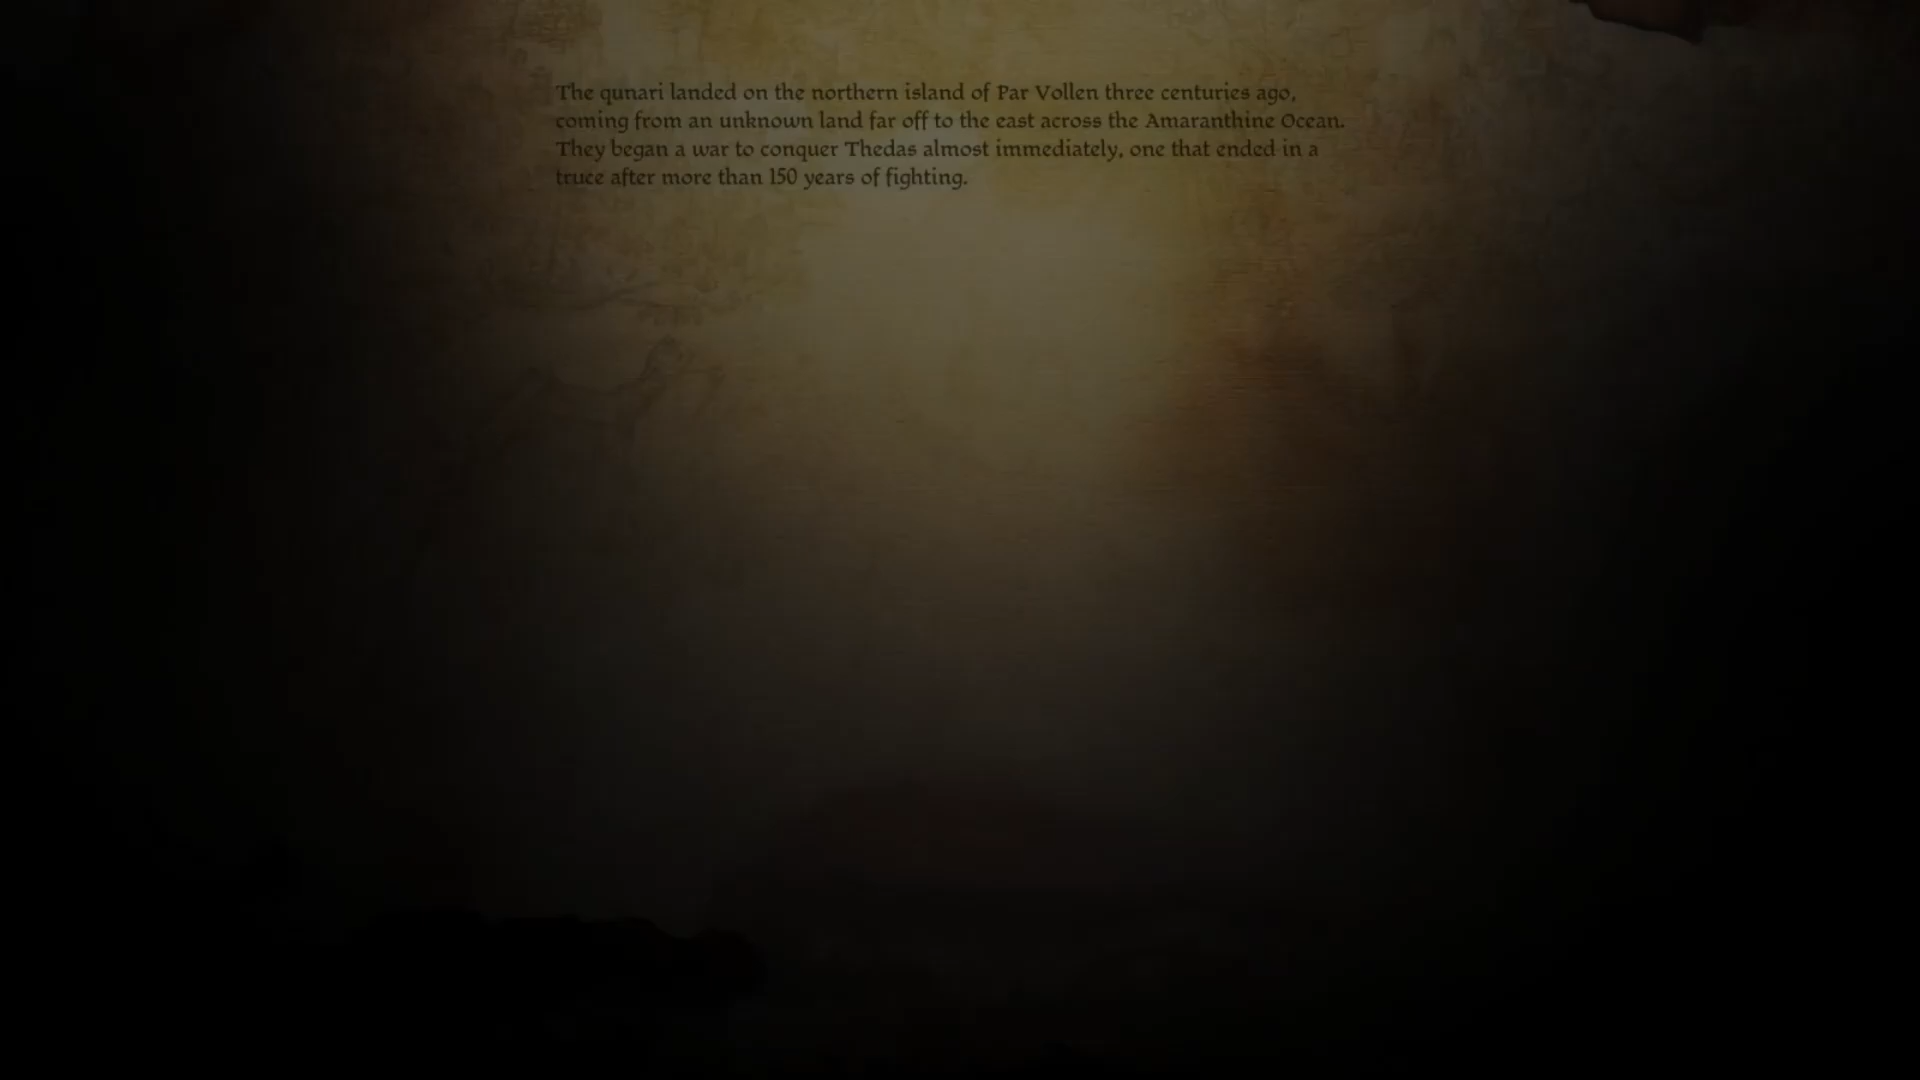 The qunari landed on the northern island of Par Vollen three centuries ago,
coming from an unknown land far off to the east across the Amaranthine Ocean.
They began a war to conquer Thedas almost immediately, one that ended in a
truce after more than 150 years of fighting.